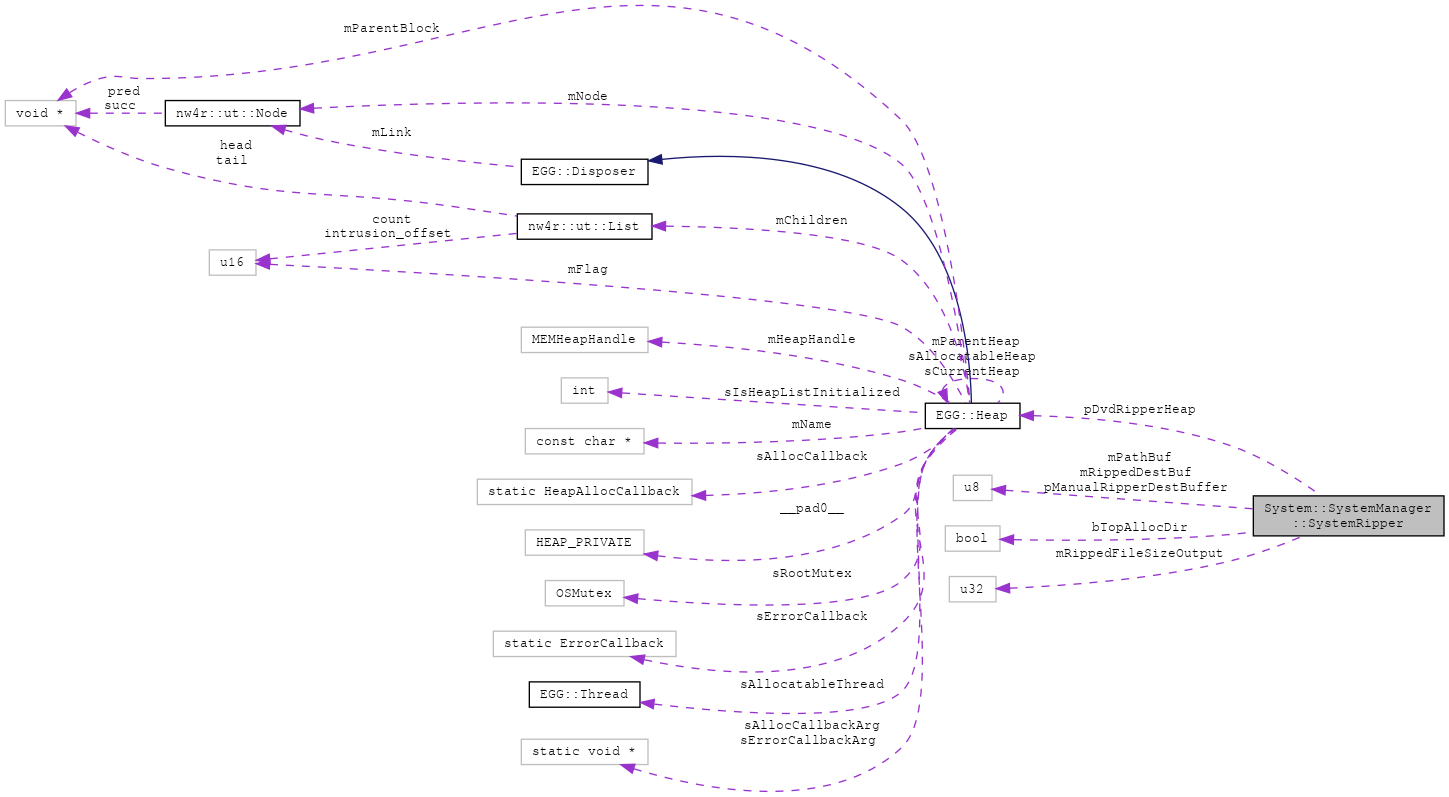 mParentBlock
mNode
pred
succ
void *
nw4r::ut::Node
mLink
head
tail
EGG::Disposer
count
intrusion_offset
nw4r::ut::List
mChildren
u16
mFlag
MEMHeapHandle
mHeapHandle
mParentHeap
sAllocatableHeap
sCurrentHeap
int
sIsHeapListInitialized
EGG::Heap
pDvdRipperHeap
const char *
mName
sAllocCallback
mPathBuf
mRippedDestBuf
pManualRipperDestBuffer
static HeapAllocCallback
u8
System::SystemManager
::SystemRipper
__pad0__
HEAP_PRIVATE
bTopAllocDir
bool
mRippedFileSizeOutput
sRootMutex
OSMutex
u32
sErrorCallback
static ErrorCallback
sAllocatableThread
EGG::Thread
sAllocCallbackArg
sErrorCallbackArg
static void *